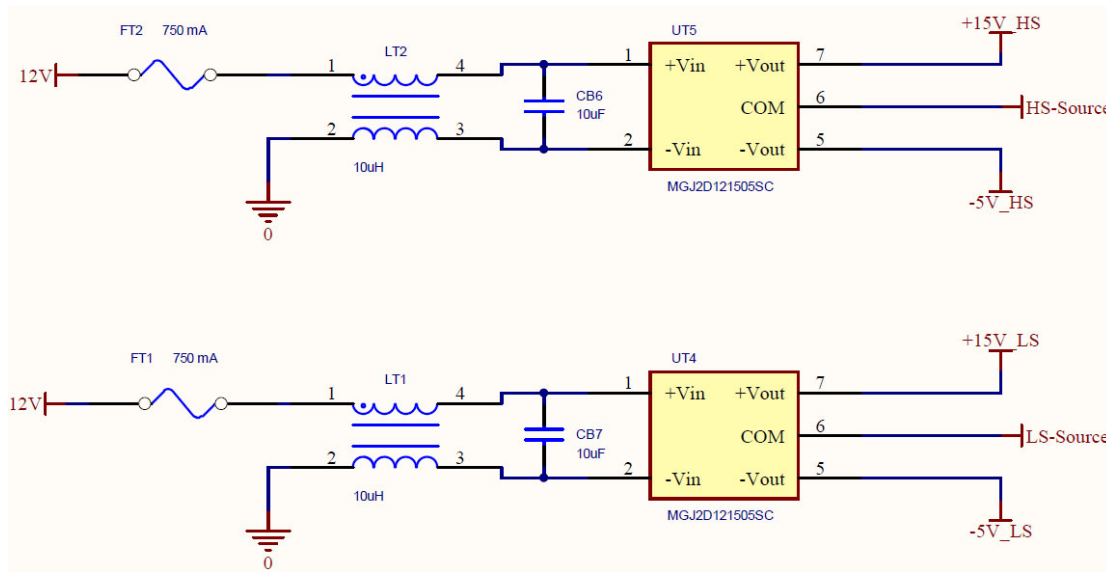 FT2 750 mA
12V
LT2
1 4
2 3
10uH
0
CB6
10uF
UT5
1 +Vin +Vout 7
COM 6
2 -Vin -Vout 5
MGJ2D121505SC
+15V_HS
HS-Source
-5V_HS
FT1 750 mA
12V
LT1
1 4
2 3
10uH
0
CB7
10uF
UT4
1 +Vin +Vout 7
COM 6
2 -Vin -Vout 5
MGJ2D121505SC
+15V_LS
LS-Source
-5V_LS